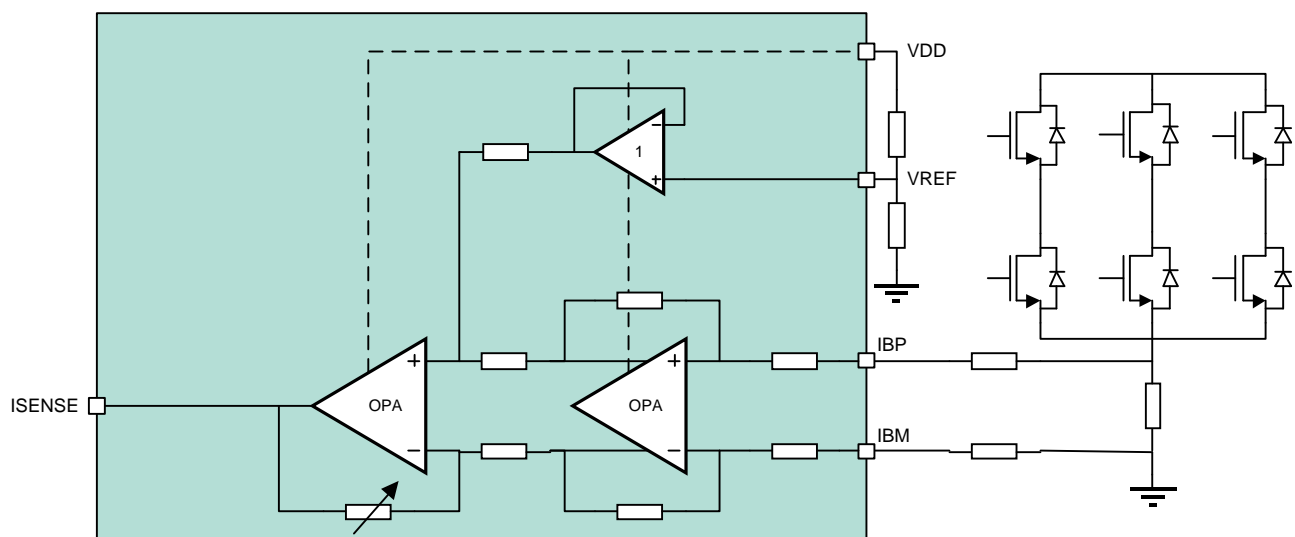 VDD
1
VREF
IBP
ISENSE
OPA
OPA
IBM